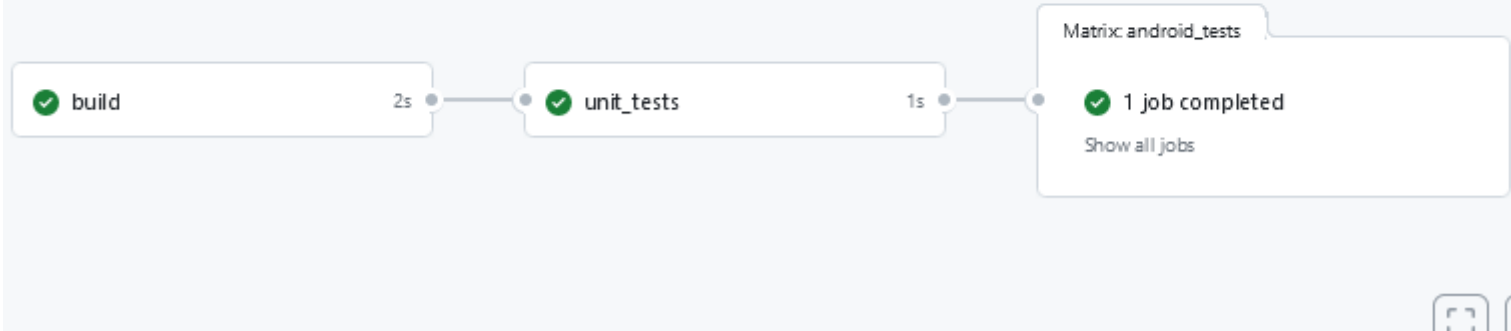 Matrix: android_tests
build 2s
unit_tests 1s
1 job completed
Show all jobs